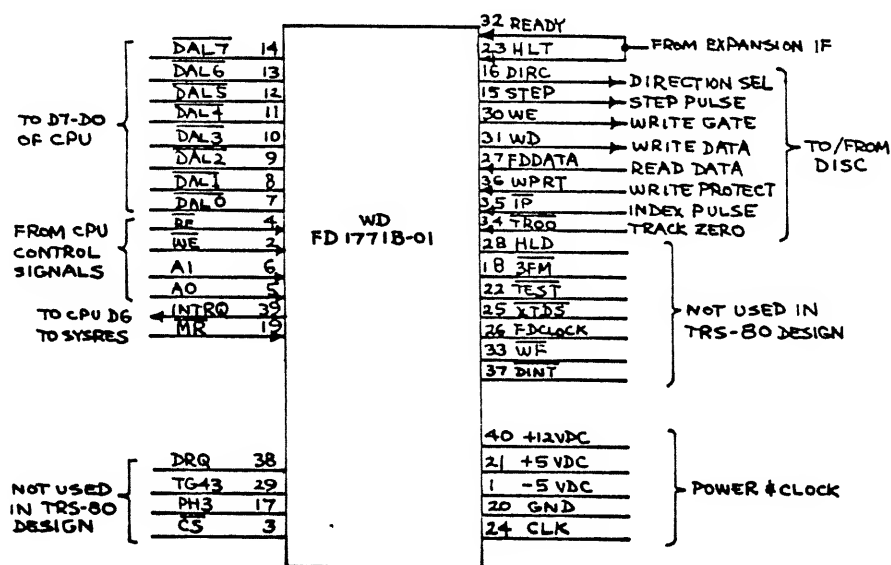 32 READY
23 HLT
FROM EXPANSION IF
DAL7 14
DAL6 13
DAL5 12
DAL4 11
DAL3 10
DAL2 9
DAL1 8
DAL0 7
TO D7-D0
OF CPU
RE 4
WE 2
A1 6
A0 5
FROM CPU
CONTROL
SIGNALS
INTRQ 39
MR 19
TO CPU D6
TO SYSRES
DRQ 38
TG43 29
PH3 17
CS 3
NOT USED
IN TRS-80
DESIGN
WD
FD1771B-01
16 DIRC DIRECTION SEL
15 STEP STEP PULSE
30 WE WRITE GATE
31 WD WRITE DATA
27 FDDATA READ DATA
36 WPRT WRITE PROTECT
35 IP INDEX PULSE
34 TR00 TRACK ZERO
TO/FROM
DISC
28 HLD
18 3FM
22 TEST
25 XTDS
26 FDCLOCK
33 WF
37 DINT
NOT USED IN
TRS-80 DESIGN
40 +12VDC
21 +5VDC
1 -5VDC
20 GND
24 CLK
POWER & CLOCK